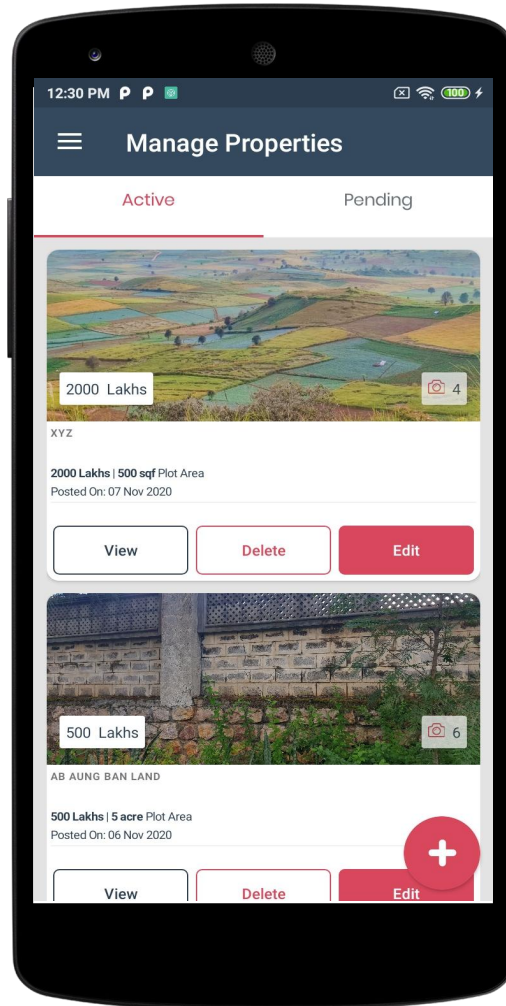 12:30 PM P P 100
Manage Properties
Active Pending
2000 Lakhs 4
XYZ
2000 Lakhs | 500 sqf Plot Area
Posted On: 07 Nov 2020
View Delete Edit
500 Lakhs 6
AB AUNG BAN LAND
500 Lakhs | 5 acre Plot Area
Posted On: 06 Nov 2020
+
View Delete Edit